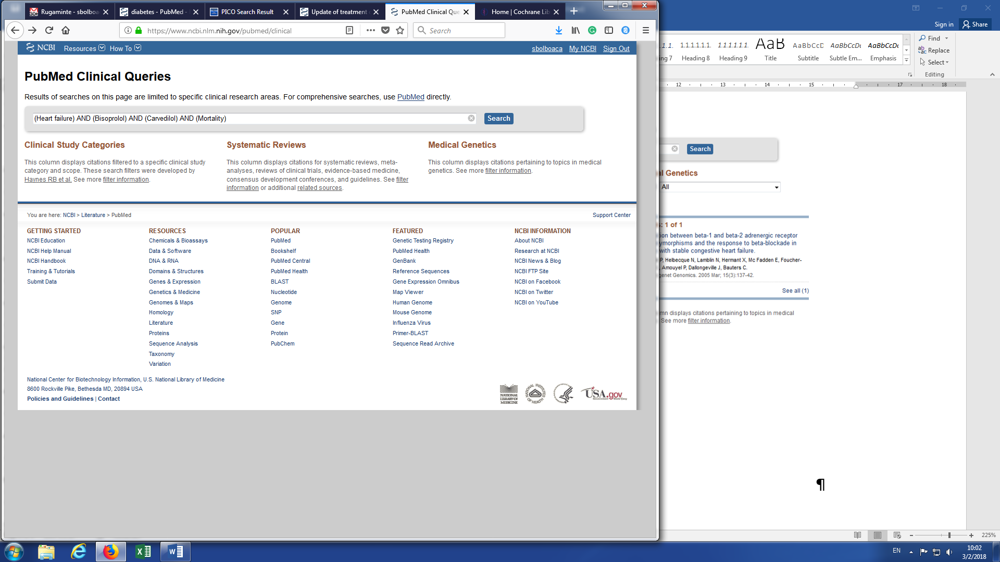 Rugaminte - sbolboa
diabetes - PubMed -
PICO Search Result
Update of treatment
PubMed Clinical Que
Home | Cochrane Lib
https://www.ncbi.nlm.nih.gov/pubmed/clinical
Search
NCBI Resources How To
sbolboaca My NCBI Sign Out
PubMed Clinical Queries
Results of searches on this page are limited to specific clinical research areas. For comprehensive searches, use PubMed directly.
(Heart failure) AND (Bisoprolol) AND (Carvedilol) AND (Mortality)
Search
Clinical Study Categories
This column displays citations filtered to a specific clinical study
category and scope. These search filters were developed by
Haynes RB et al. See more filter information.
Systematic Reviews
This column displays citations for systematic reviews, meta-
analyses, reviews of clinical trials, evidence-based medicine,
consensus development conferences, and guidelines. See filter
information or additional related sources.
Medical Genetics
This column displays citations pertaining to topics in medical
genetics. See more filter information.
You are here: NCBI > Literature > PubMed
Support Center
GETTING STARTED
NCBI Education
NCBI Help Manual
NCBI Handbook
Training & Tutorials
Submit Data
RESOURCES
Chemicals & Bioassays
Data & Software
DNA & RNA
Domains & Structures
Genes & Expression
Genetics & Medicine
Genomes & Maps
Homology
Literature
Proteins
Sequence Analysis
Taxonomy
Variation
POPULAR
PubMed
Bookshelf
PubMed Central
PubMed Health
BLAST
Nucleotide
Genome
SNP
Gene
Protein
PubChem
FEATURED
Genetic Testing Registry
PubMed Health
GenBank
Reference Sequences
Gene Expression Omnibus
Map Viewer
Human Genome
Mouse Genome
Influenza Virus
Primer-BLAST
Sequence Read Archive
NCBI INFORMATION
About NCBI
Research at NCBI
NCBI News & Blog
NCBI FTP Site
NCBI on Facebook
NCBI on Twitter
NCBI on YouTube
National Center for Biotechnology Information, U.S. National Library of Medicine
8600 Rockville Pike, Bethesda MD, 20894 USA
Policies and Guidelines | Contact
NATIONAL
LIBRARY OF
MEDICINE
USA.gov
Sign in Share
.1.1. 1.1.1.1.1.1. 1.1.1.1.1.1. AaB AaBbCcD AaBbCcDc AaBbCcDc
ing 7 Heading 8 Heading 9 Title Subtitle Subtle Em... Emphasis
Find
Replace
Select
Editing
12 13 14 15 17 18
Search
al Genetics
All
s: 1 of 1
ion between beta-1 and beta-2 adrenergic receptor
ymorphisms and the response to beta-blockade in
with stable congestive heart failure.
P, Helbecque N, Lamblin N, Hermant X, Mc Fadden E, Foucher-
, Amouyel P, Dallongeville J, Bauters C.
genet Genomics. 2005 Mar; 15(3):137-42.
See all (1)
mn displays citations pertaining to topics in medical
See more filter information.
¶
225%
EN
10:02
3/2/2018